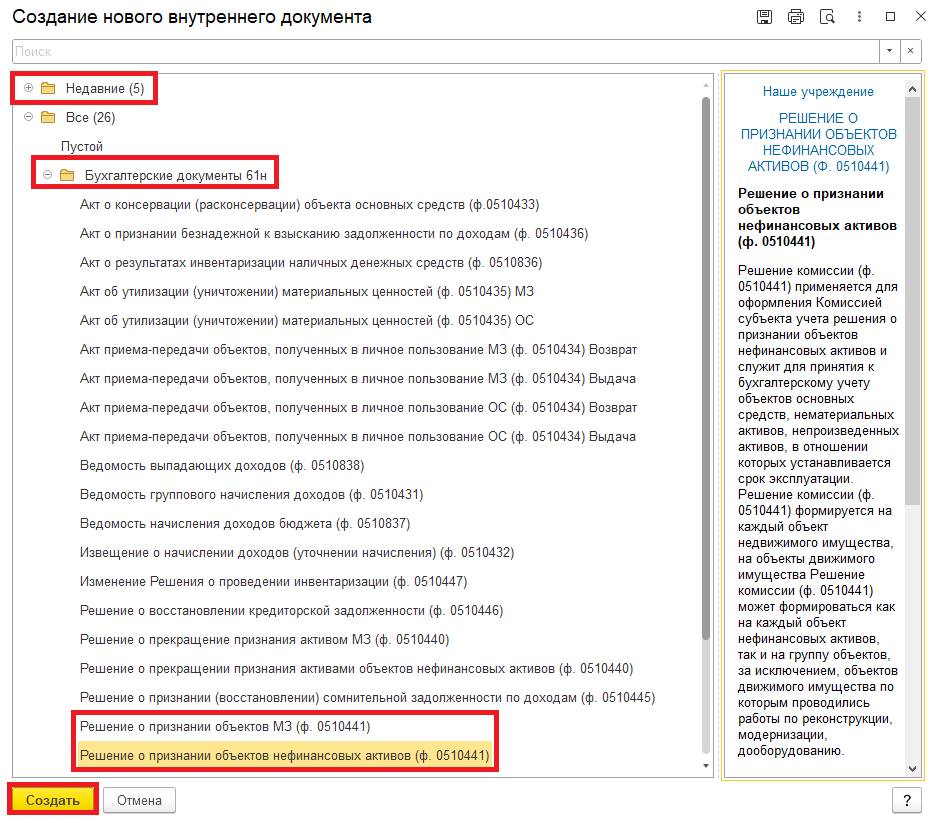 Создание нового внутреннего документа
Поиск
Недавние (5)
Все (26)
Пустой
Бухгалтерские документы 61н
Акт о консервации (расконсервации) объекта основных средств (ф.0510433)
Акт о признании безнадежной к взысканию задолженности по доходам (ф. 0510436)
Акт о результатах инвентаризации наличных денежных средств (ф. 0510836)
Акт об утилизации (уничтожении) материальных ценностей (ф. 0510435) МЗ
Акт об утилизации (уничтожении) материальных ценностей (ф. 0510435) ОС
Акт приема-передачи объектов, полученных в личное пользование МЗ (ф. 0510434) Возврат
Акт приема-передачи объектов, полученных в личное пользование МЗ (ф. 0510434) Выдача
Акт приема-передачи объектов, полученных в личное пользование ОС (ф. 0510434) Возврат
Акт приема-передачи объектов, полученных в личное пользование ОС (ф. 0510434) Выдача
Ведомость выпадающих доходов (ф. 0510838)
Ведомость группового начисления доходов (ф. 0510431)
Ведомость начисления доходов бюджета (ф. 0510837)
Извещение о начислении доходов (уточнении начисления) (ф. 0510432)
Изменение Решения о проведении инвентаризации (ф. 0510447)
Решение о восстановлении кредиторской задолженности (ф. 0510446)
Решение о прекращение признания активом МЗ (ф. 0510440)
Решение о прекращении признания активами объектов нефинансовых активов (ф. 0510440)
Решение о признании (восстановлении) сомнительной задолженности по доходам (ф. 0510445)
Решение о признании объектов МЗ (ф. 0510441)
Решение о признании объектов нефинансовых активов (ф. 0510441)
Наше учреждение
РЕШЕНИЕ О
ПРИЗНАНИИ ОБЪЕКТОВ
НЕФИНАНСОВЫХ
АКТИВОВ (Ф. 0510441)
Решение о признании
объектов
нефинансовых активов
(ф. 0510441)
Решение комиссии (ф.
0510441) применяется для
оформления Комиссией
субъекта учета решения о
признании объектов
нефинансовых активов и
служит для принятия к
бухгалтерскому учету
объектов основных
средств, нематериальных
активов, непроизведенных
активов, в отношении
которых устанавливается
срок эксплуатации.
Решение комиссии (ф.
0510441) формируется на
каждый объект
недвижимого имущества,
на объекты движимого
имущества Решение
комиссии (ф. 0510441)
может формироваться как
на каждый объект
нефинансовых активов,
так и на группу объектов,
за исключением, объектов
движимого имущества по
которым проводились
работы по реконструкции,
модернизации,
дооборудованию.
Создать
Отмена
?